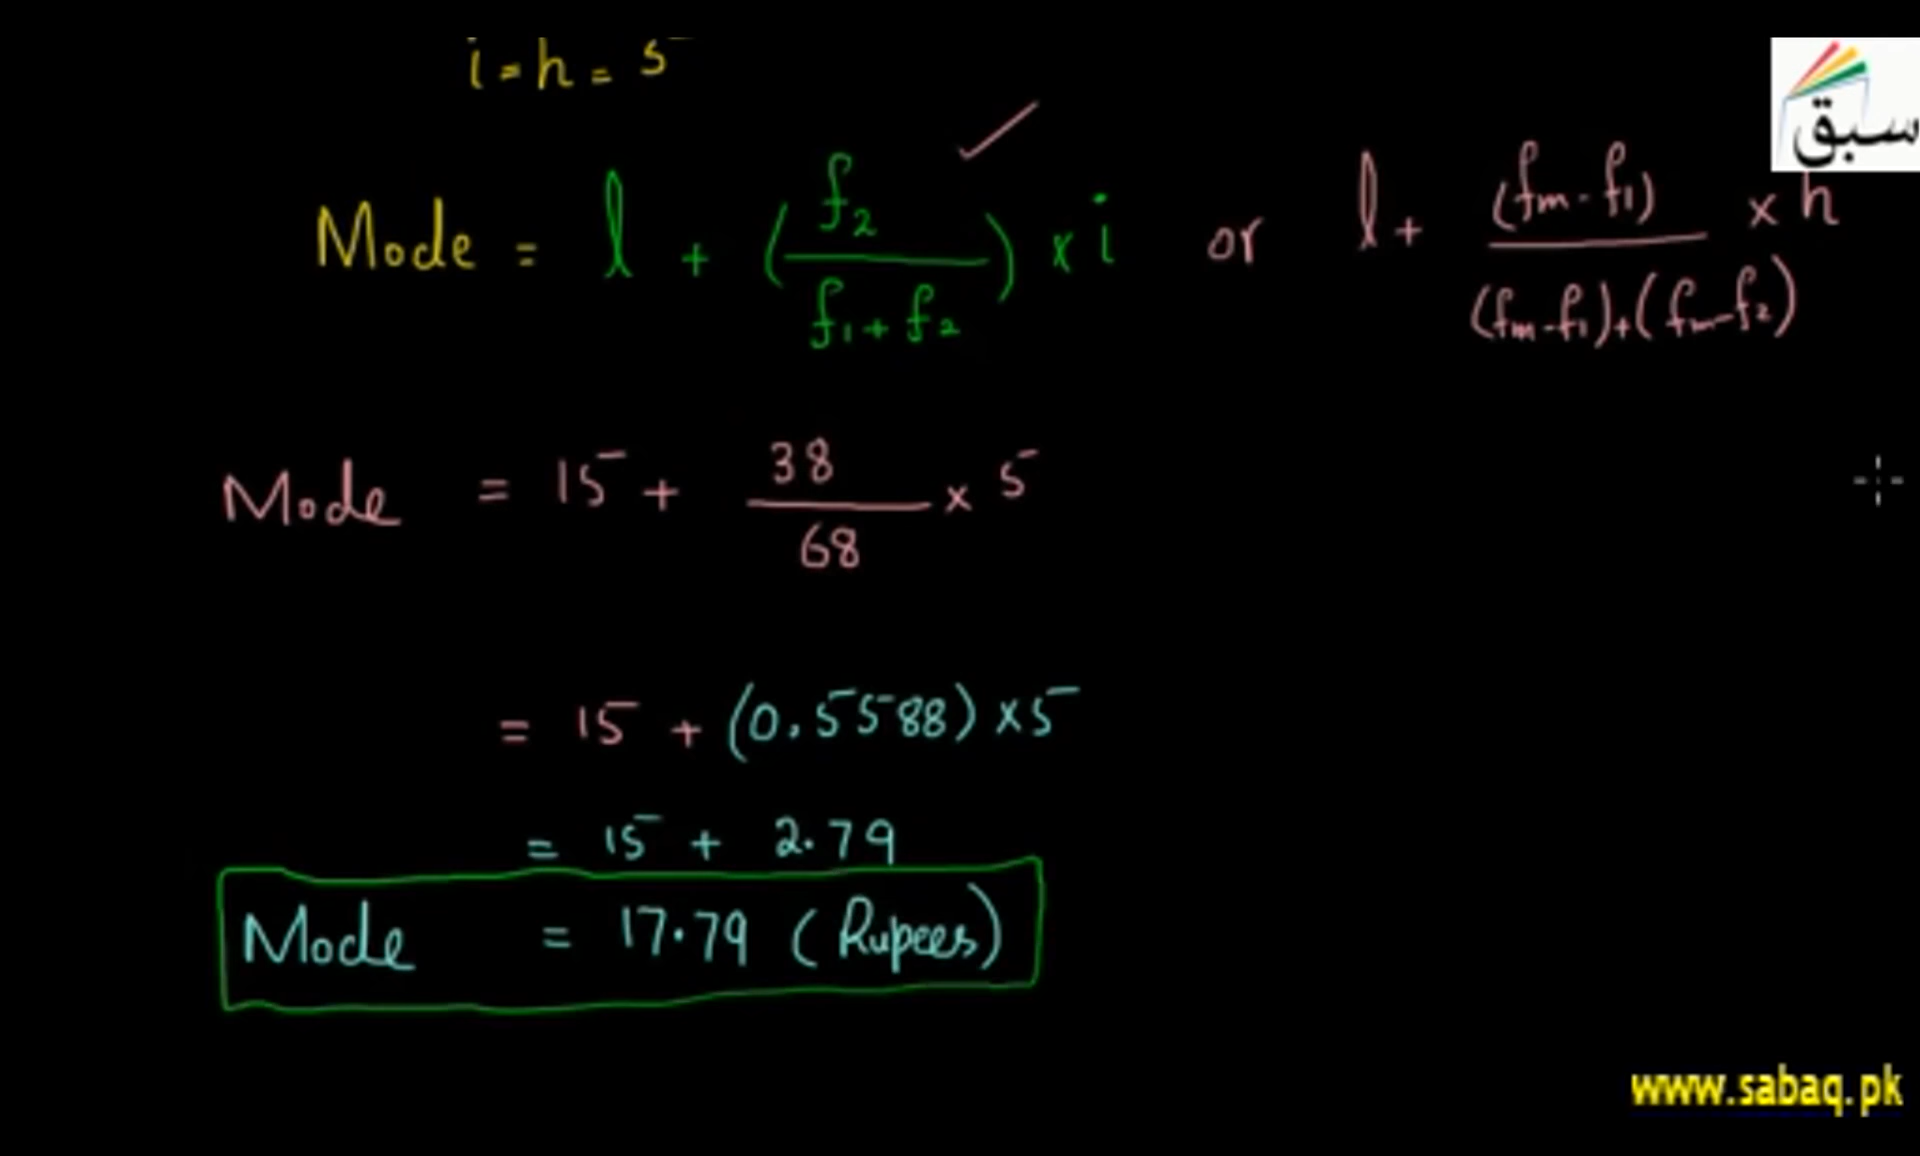 i = h = 5
سبق
Mode = l + (f₂ / f₁ + f₂) × i or l + (fm - f₁) / (fm - f₁) + (fm - f₂) × h
Mode = 15 + 38 / 68 × 5
= 15 + (0.5588) × 5
= 15 + 2.79
Mode = 17.79 (Rupees)
www.sabaq.pk